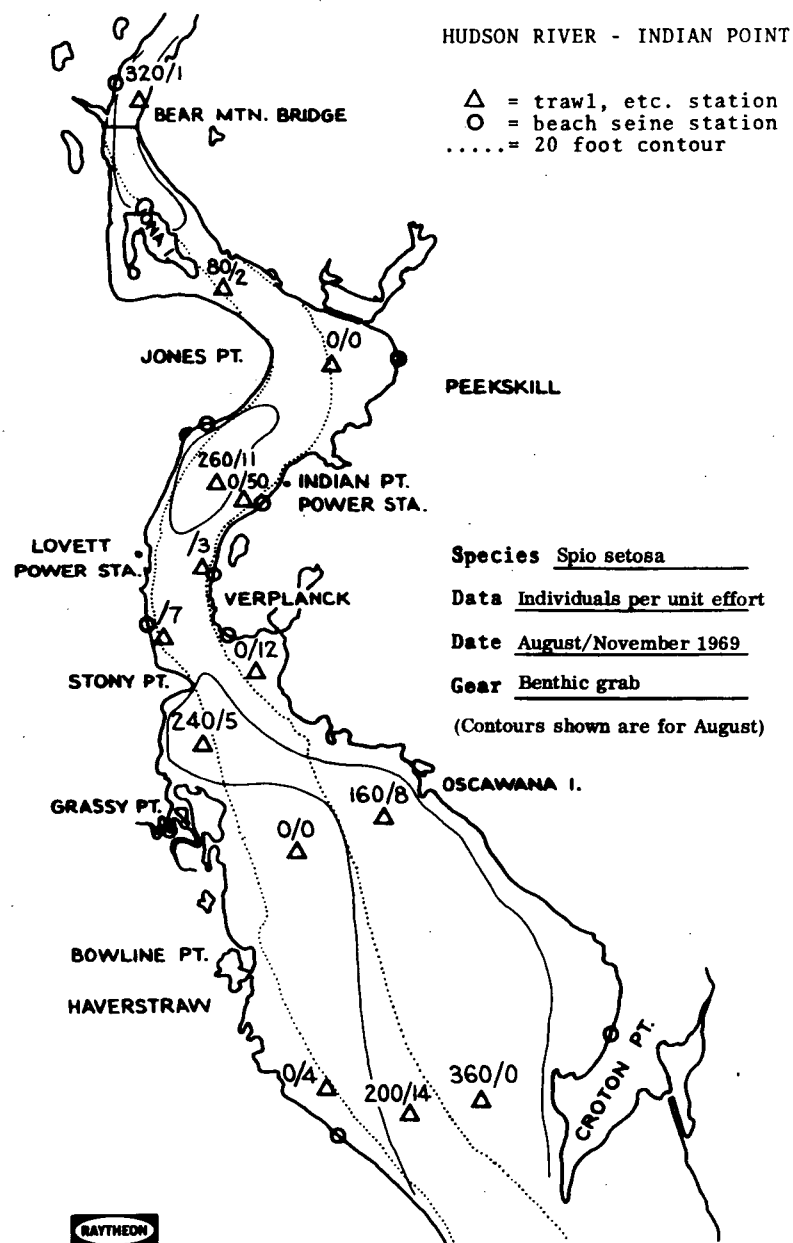 HUDSON RIVER - INDIAN POINT
△ = trawl, etc. station
○ = beach seine station
.....= 20 foot contour
320/1
BEAR MTN. BRIDGE
IONA I.
80/2
0/0
JONES PT.
PEEKSKILL
260/11
0/50
INDIAN PT.
POWER STA.
/3
LOVETT
POWER STA.
VERPLANCK
/7
0/12
STONY PT.
Species Spio setosa
Data Individuals per unit effort
Date August/November 1969
Gear Benthic grab
(Contours shown are for August)
240/5
OSCAWANA I.
160/8
GRASSY PT.
0/0
BOWLINE PT.
HAVERSTRAW
CROTON PT.
0/4
200/14
360/0
RAYTHEON